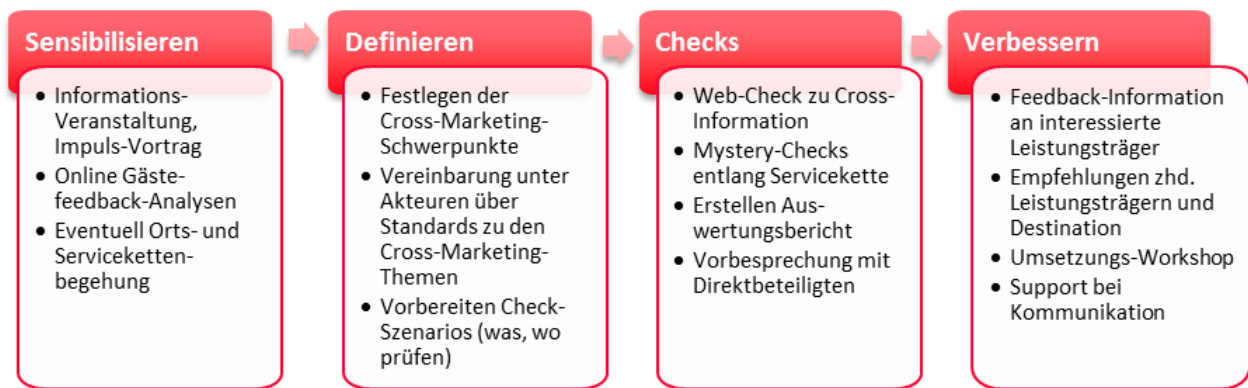 Sensibilisieren
• Informations-
Veranstaltung,
Impuls-Vortrag
• Online Gäste-
feedback-Analysen
• Eventuell Orts- und
Serviceketten-
begehung
Definieren
• Festlegen der
Cross-Marketing-
Schwerpunkte
• Vereinbarung unter
Akteuren über
Standards zu den
Cross-Marketing-
Themen
• Vorbereiten Check-
Szenarios (was, wo
prüfen)
Checks
• Web-Check zu Cross-
Information
• Mystery-Checks
entlang Servicekette
• Erstellen Aus-
wertungsbericht
• Vorbesprechung mit
Direktbeteiligten
Verbessern
• Feedback-Information
an interessierte
Leistungsträger
• Empfehlungen zhd.
Leistungsträgern und
Destination
• Umsetzungs-Workshop
• Support bei
Kommunikation